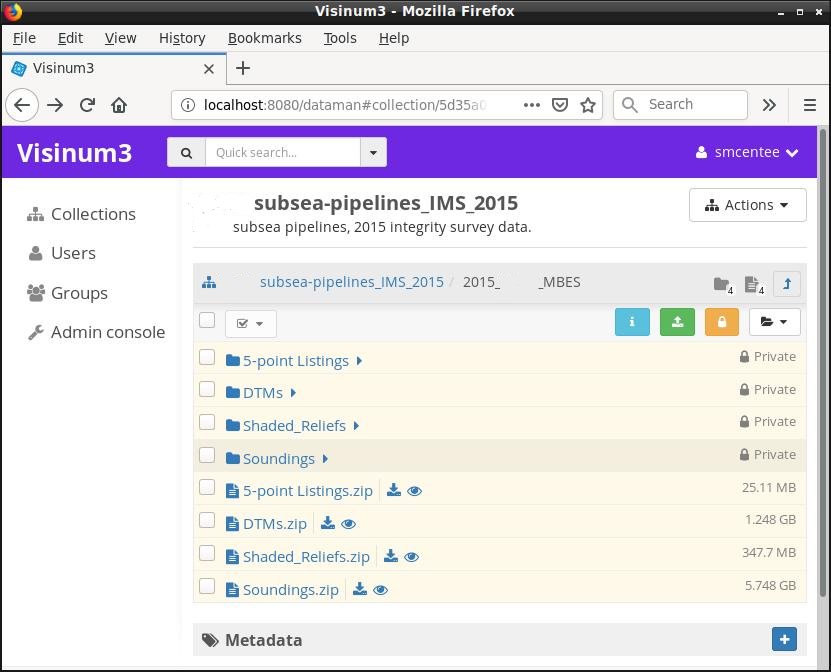 Visinum3 - Mozilla Firefox
File Edit View History Bookmarks Tools Help
Visinum3
localhost:8080/dataman#collection/5d35a0
Search
Visinum3
Quick search...
smcentee
Collections
Users
Groups
Admin console
subsea-pipelines_IMS_2015
subsea pipelines, 2015 integrity survey data.
Actions
subsea-pipelines_IMS_2015 / 2015_ _MBES 4 4
5-point Listings Private
DTMs Private
Shaded_Reliefs Private
Soundings Private
5-point Listings.zip 25.11 MB
DTMs.zip 1.248 GB
Shaded_Reliefs.zip 347.7 MB
Soundings.zip 5.748 GB
Metadata